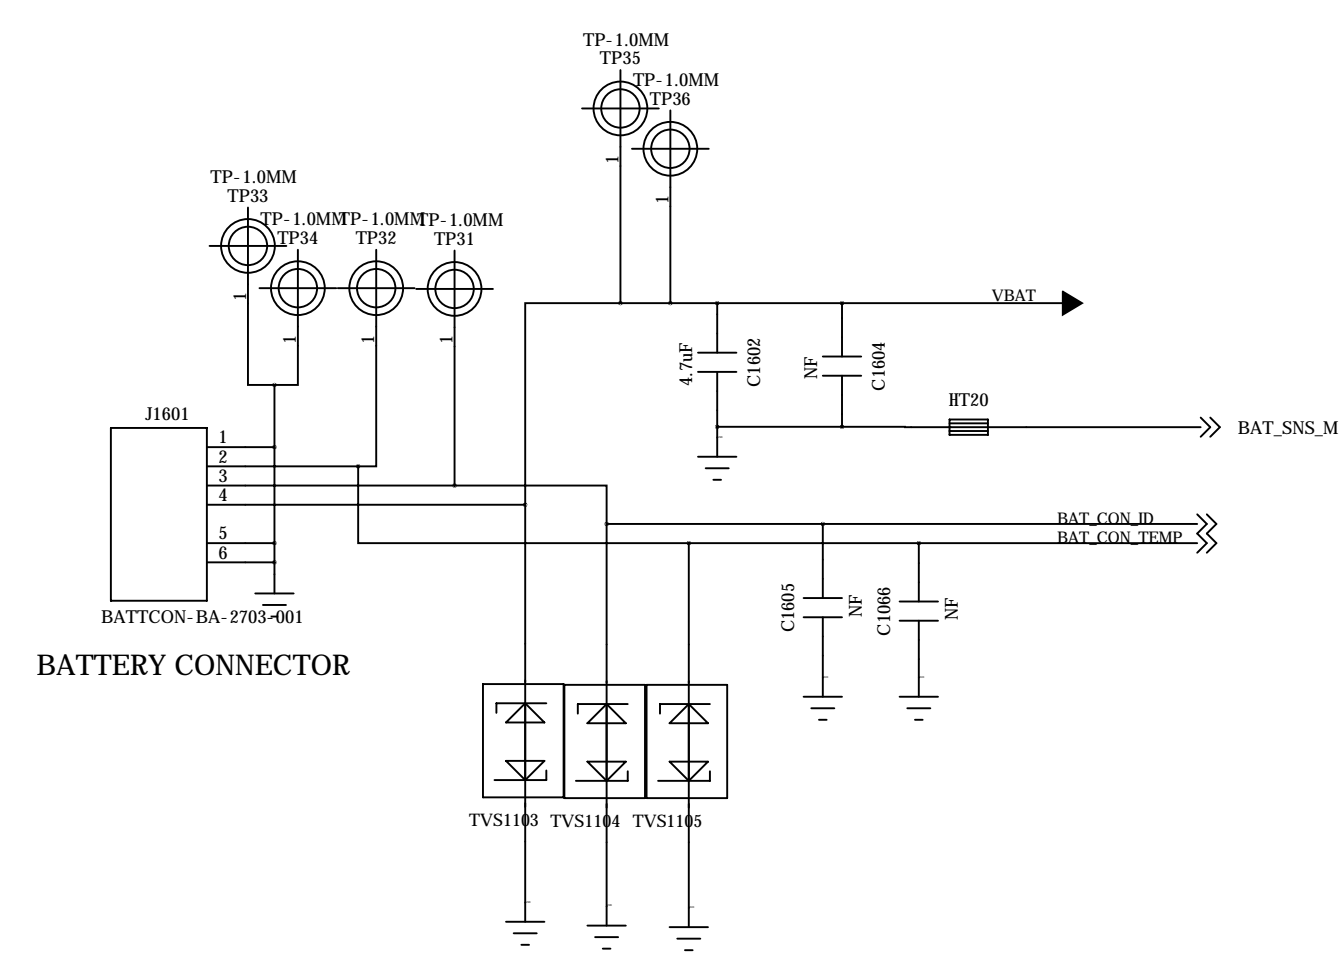 TP-1.0MM
TP35
TP-1.0MM
TP36
1
1
TP-1.0MM
TP33
TP-1.0MM
TP34
TP-1.0MM
TP32
TP-1.0MM
TP31
1
1
1
1
VBAT
4.7uF
C1602
NF
C1604
HT20
BAT_SNS_M
J1601
1
2
3
4
5
6
BATTCON-BA-2703-001
BATTERY CONNECTOR
BAT_CON_ID
BAT_CON_TEMP
C1605
NF
C1066
NF
TVS1103
TVS1104
TVS1105